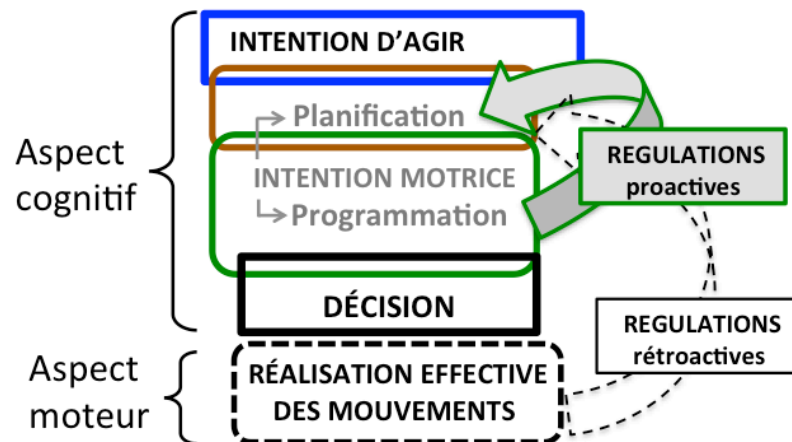 INTENTION D'AGIR
Planification
Aspect
cognitif
INTENTION MOTRICE
Programmation
REGULATIONS
proactives
DÉCISION
REGULATIONS
rétroactives
Aspect
moteur
RÉALISATION EFFECTIVE
DES MOUVEMENTS